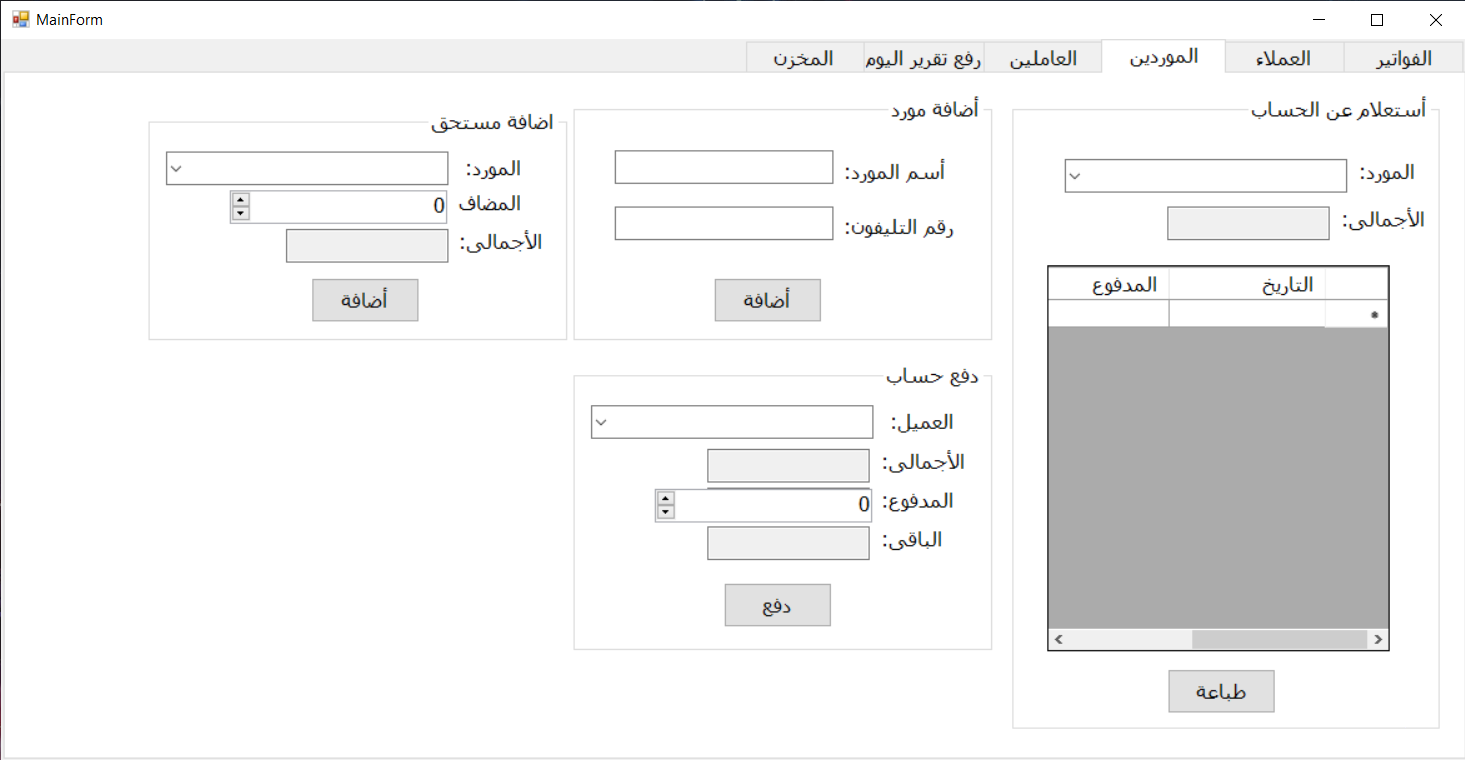 MainForm
الفواتير
العملاء
الموردين
العاملين
رفع تقرير اليوم
المخزن
أستعلام عن الحساب
المورد:
الأجمالى:
التاريخ
المدفوع
طباعة
أضافة مورد
أسم المورد:
رقم التليفون:
أضافة
اضافة مستحق
المورد:
المضاف
0
الأجمالى:
أضافة
دفع حساب
العميل:
الأجمالى:
المدفوع:
0
الباقى:
دفع